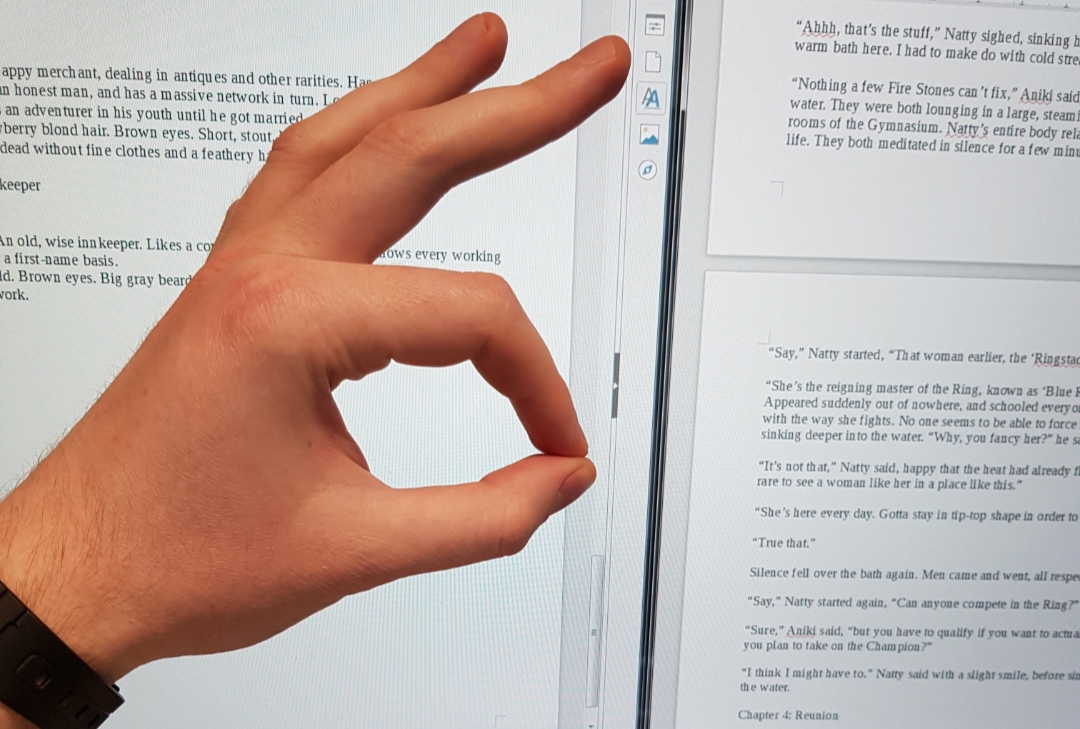 appy merchant, dealing in antiques and other rarities.
n honest man, and has a massive network in turn.
an adventurer in his youth until he got married
berry blond hair. Brown eyes. Short, stout
dead without fine clothes and a feathery
keeper
An old, wise innkeeper. Likes a
ows every working
a first-name basis.
ld. Brown eyes. Big gray beard
work.
“Ahhh, that’s the stuff,” Natty sighed, sinking
warm bath here. I had to make do with cold
“Nothing a few Fire Stones can’t fix,” Aniki said
water. They were both lounging in a large,
rooms of the Gymnasium. Natty’s entire body
life. They both meditated in silence for a few
“Say,” Natty started, “That woman earlier, the
“She’s the reigning master of the Ring, known as ‘Blue
Appeared suddenly out of nowhere, and schooled
with the way she fights. No one seems to be able to force
sinking deeper into the water. “Why, you fancy her?” he
“It’s not that,” Natty said, happy that the heat had already
rare to see a woman like her in a place like this.”
“She’s here every day. Gotta stay in tip-top shape in order to
“True that.”
Silence fell over the bath again. Men came and went, all
“Say,” Natty started again, “Can anyone compete in the Ring?”
“Sure,” Aniki said, “but you have to qualify if you want to
you plan to take on the Champion?”
“I think I might have to.” Natty said with a slight smile, before
the water.
Chapter 4: Reunion